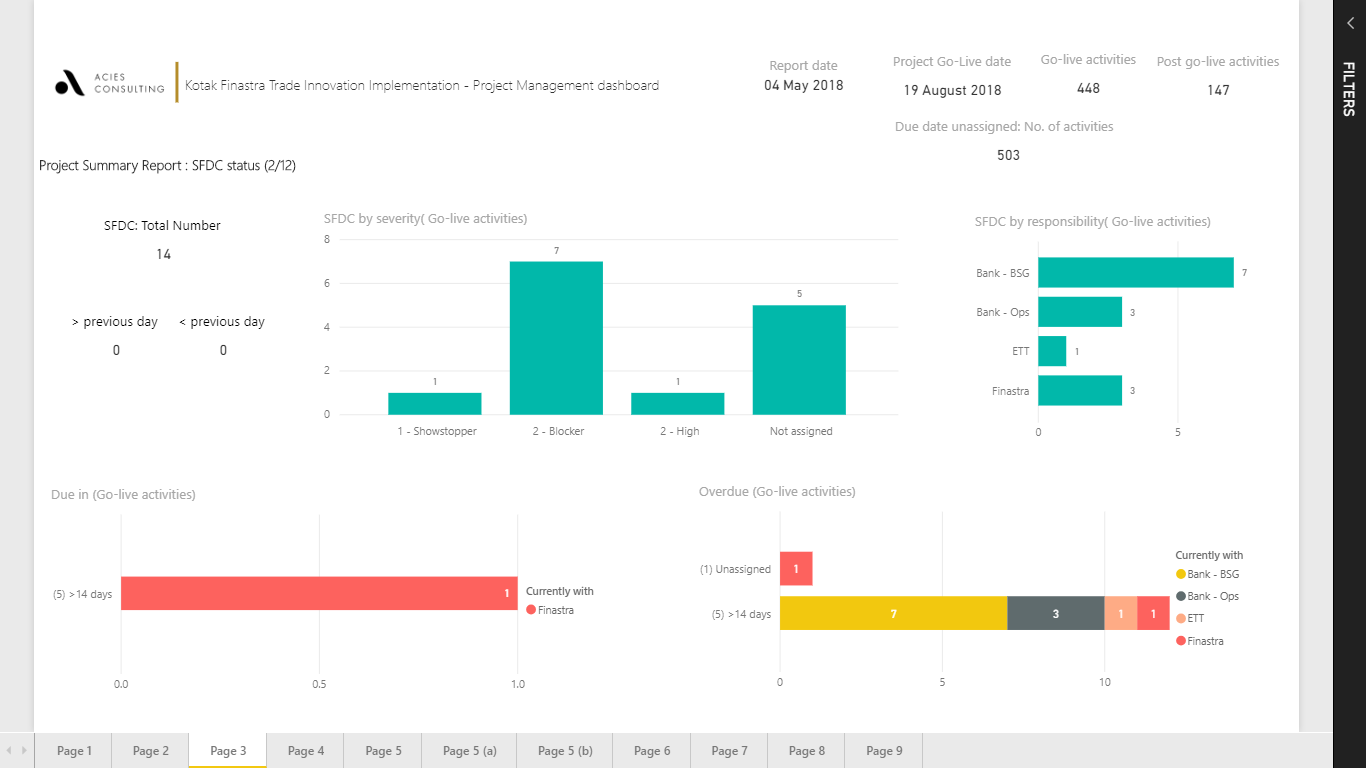 ACIES
CONSULTING
Kotak Finastra Trade Innovation Implementation - Project Management dashboard
Report date
04 May 2018
Project Go-Live date
19 August 2018
Go-live activities
448
Post go-live activities
147
Due date unassigned: No. of activities
503
FILTERS
Project Summary Report : SFDC status (2/12)
SFDC: Total Number
14
> previous day
0
< previous day
0
SFDC by severity( Go-live activities)
8
6
4
2
0
1
7
1
5
1 - Showstopper
2 - Blocker
2 - High
Not assigned
SFDC by responsibility( Go-live activities)
Bank - BSG 7
Bank - Ops 3
ETT 1
Finastra 3
0 5
Due in (Go-live activities)
(5) >14 days 1
0.0 0.5 1.0
Currently with
Finastra
Overdue (Go-live activities)
(1) Unassigned 1
(5) >14 days 7 3 1 1
0 5 10
Currently with
Bank - BSG
Bank - Ops
ETT
Finastra
Page 1 Page 2 Page 3 Page 4 Page 5 Page 5 (a) Page 5 (b) Page 6 Page 7 Page 8 Page 9